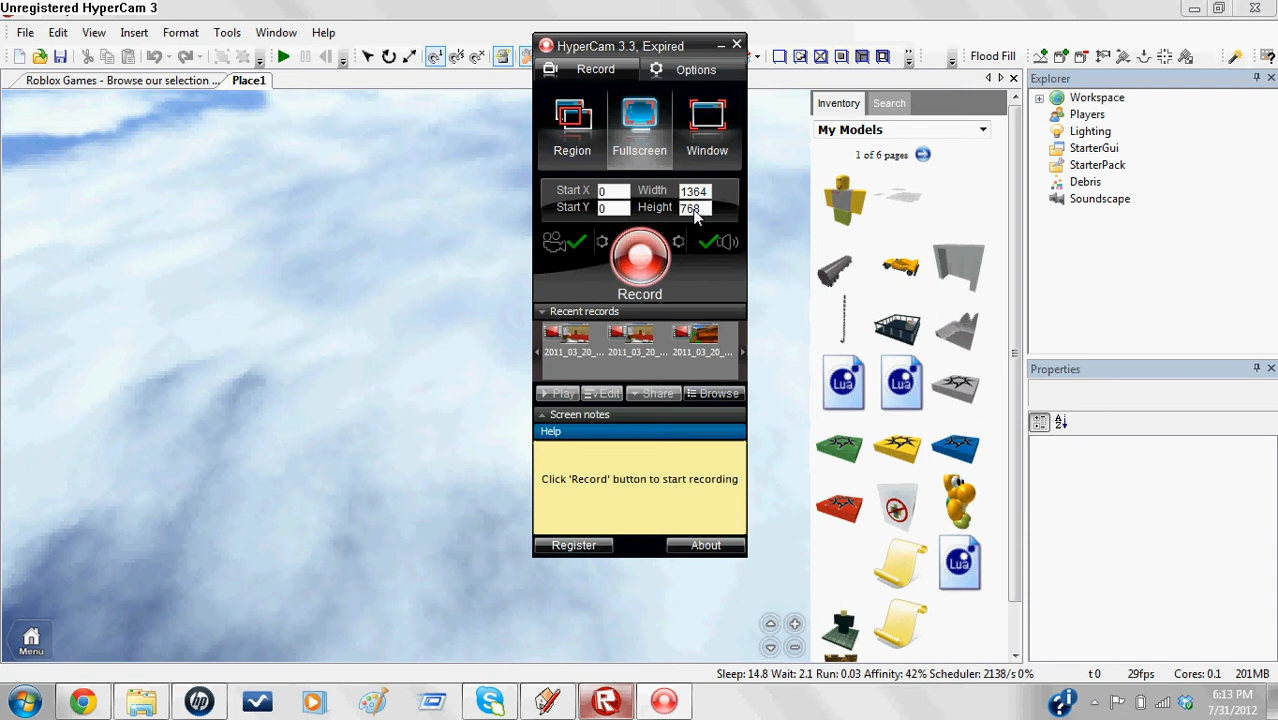 Unregistered HyperCam 3
File Edit View Insert Format Tools Window Help
HyperCam 3.3, Expired
Flood Fill
Roblox Games - Browse our selection ... Place1
Record Options
Region Fullscreen Window
Start X 0 Width 1364
Start Y 0 Height 768
Record
Recent records
2011_03_20_... 2011_03_20_... 2011_03_20_...
Play Edit Share Browse
Screen notes
Help
Click 'Record' button to start recording
Register About
Inventory Search
My Models
1 of 6 pages
Lua Lua
Lua
Explorer
Workspace
Players
Lighting
StarterGui
StarterPack
Debris
Soundscape
Properties
Menu
Sleep: 14.8 Wait: 2.1 Run: 0.03 Affinity: 42% Scheduler: 2138/s 0% t 0 29fps Cores: 0.1 201MB
6:13 PM
7/31/2012